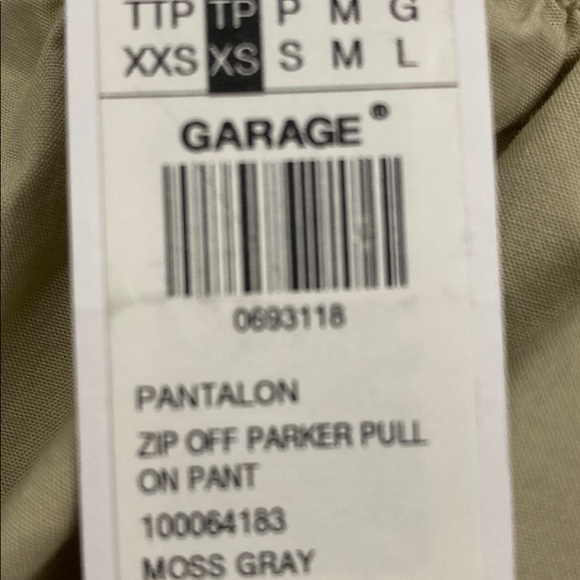 TTP TP P M G
XXS XS S M L
GARAGE®
0693118
PANTALON
ZIP OFF PARKER PULL
ON PANT
100064183
MOSS GRAY